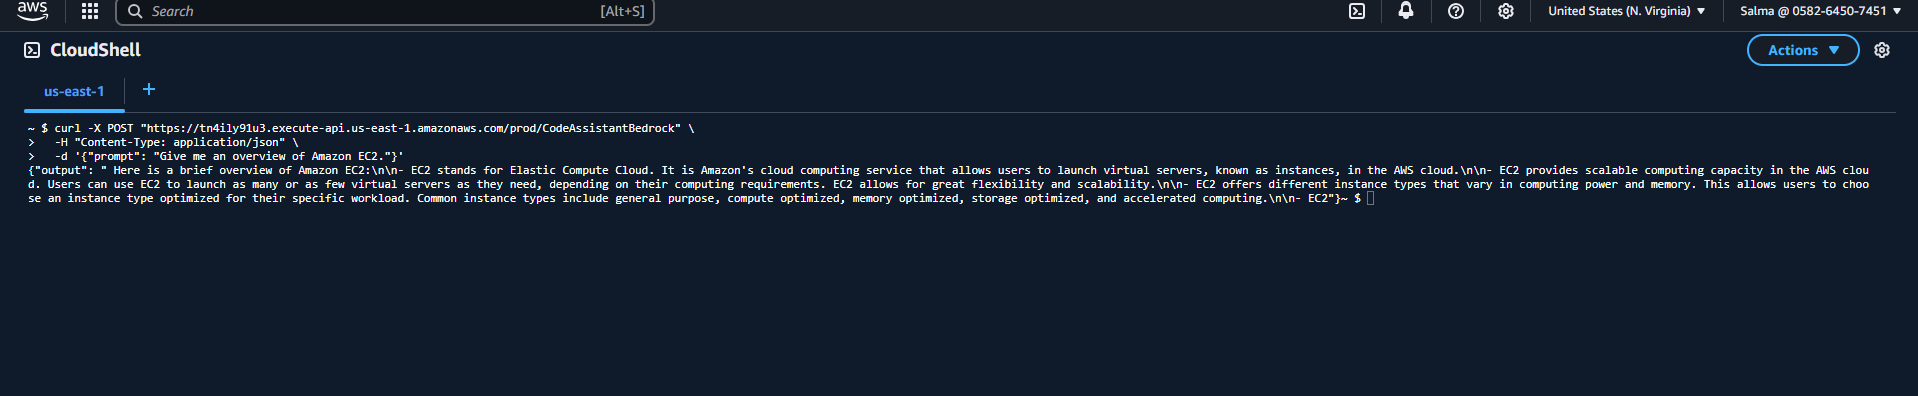 aws
Search
[Alt+S]
United States (N. Virginia)
Salma @ 0582-6450-7451
CloudShell
Actions
us-east-1
+
~ $ curl -X POST "https://tn4ily91u3.execute-api.us-east-1.amazonaws.com/prod/CodeAssistantBedrock" \
>   -H "Content-Type: application/json" \
>   -d '{"prompt": "Give me an overview of Amazon EC2."}'
{"output": " Here is a brief overview of Amazon EC2:\n\n- EC2 stands for Elastic Compute Cloud. It is Amazon's cloud computing service that allows users to launch virtual servers, known as instances, in the AWS cloud.\n\n- EC2 provides scalable computing capacity in the AWS clou
d. Users can use EC2 to launch as many or as few virtual servers as they need, depending on their computing requirements. EC2 allows for great flexibility and scalability.\n\n- EC2 offers different instance types that vary in computing power and memory. This allows users to choo
se an instance type optimized for their specific workload. Common instance types include general purpose, compute optimized, memory optimized, storage optimized, and accelerated computing.\n\n- EC2"}~ $